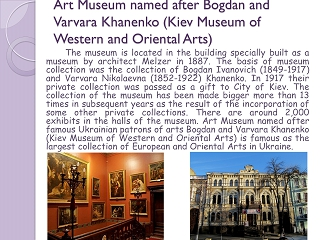 Art Museum named after Bogdan and
Varvara Khanenko (Kiev Museum of
Western and Oriental Arts)
The museum is located in the building specially built as a
museum by architect Melzer in 1887. The basis of museum
collection was the collection of Bogdan Ivanovich (1849-1917)
and Varvara Nikalaevna (1852-1922) Khanenko. In 1917 their
private collection was passed as a gift to City of Kiev. The
collection of the museum has been made bigger more than 13
times in subsequent years as the result of the incorporation of
some other private collections. There are around 2,000
exhibits in the halls of the museum. Art Museum named after
famous Ukrainian patrons of arts Bogdan and Varvara Khanenko
(Kiev Museum of Western and Oriental Arts) is famous as the
largest collection of European and Oriental Arts in Ukraine.